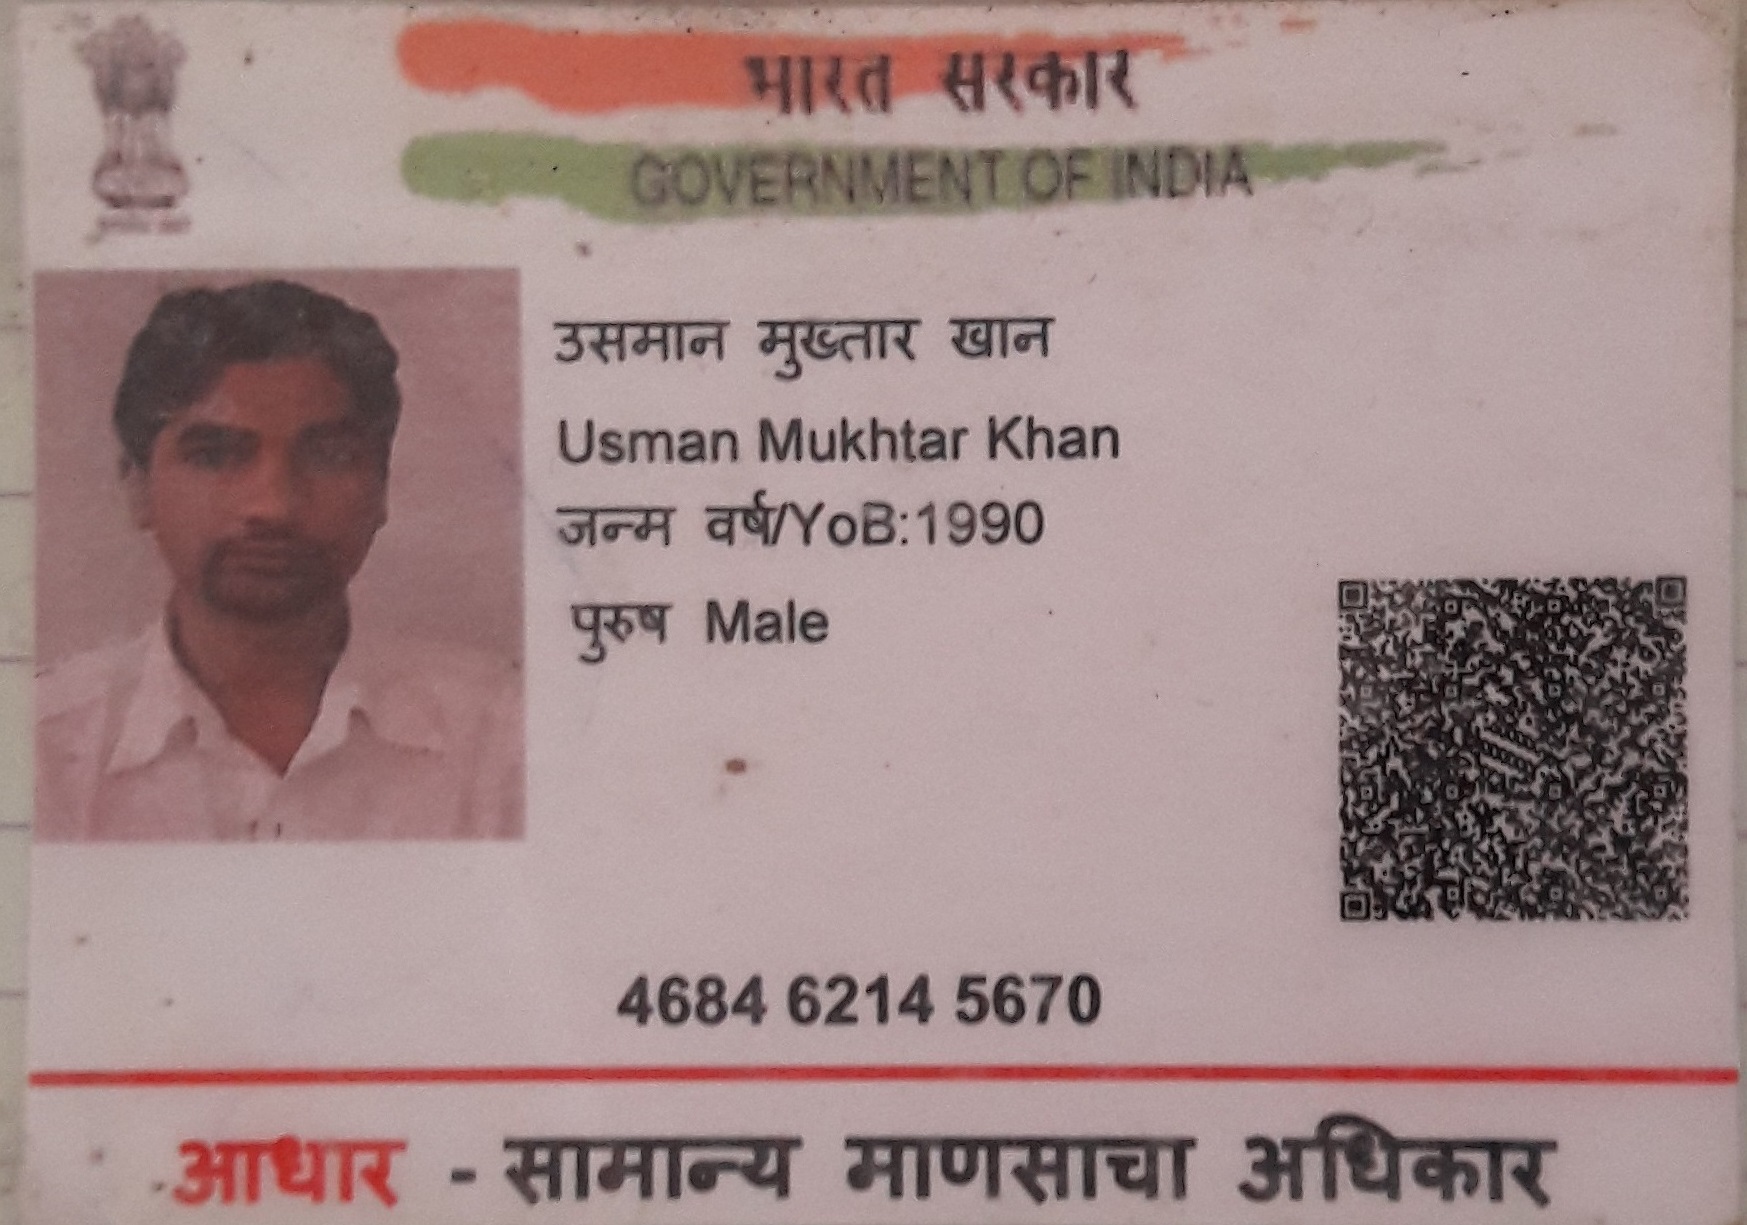 भारत सरकार
GOVERNMENT OF INDIA
उसमान मुख्तार खान
Usman Mukhtar Khan
जन्म वर्ष/YoB:1990
पुरुष Male
4684 6214 5670
आधार - सामान्य माणसाचा अधिकार